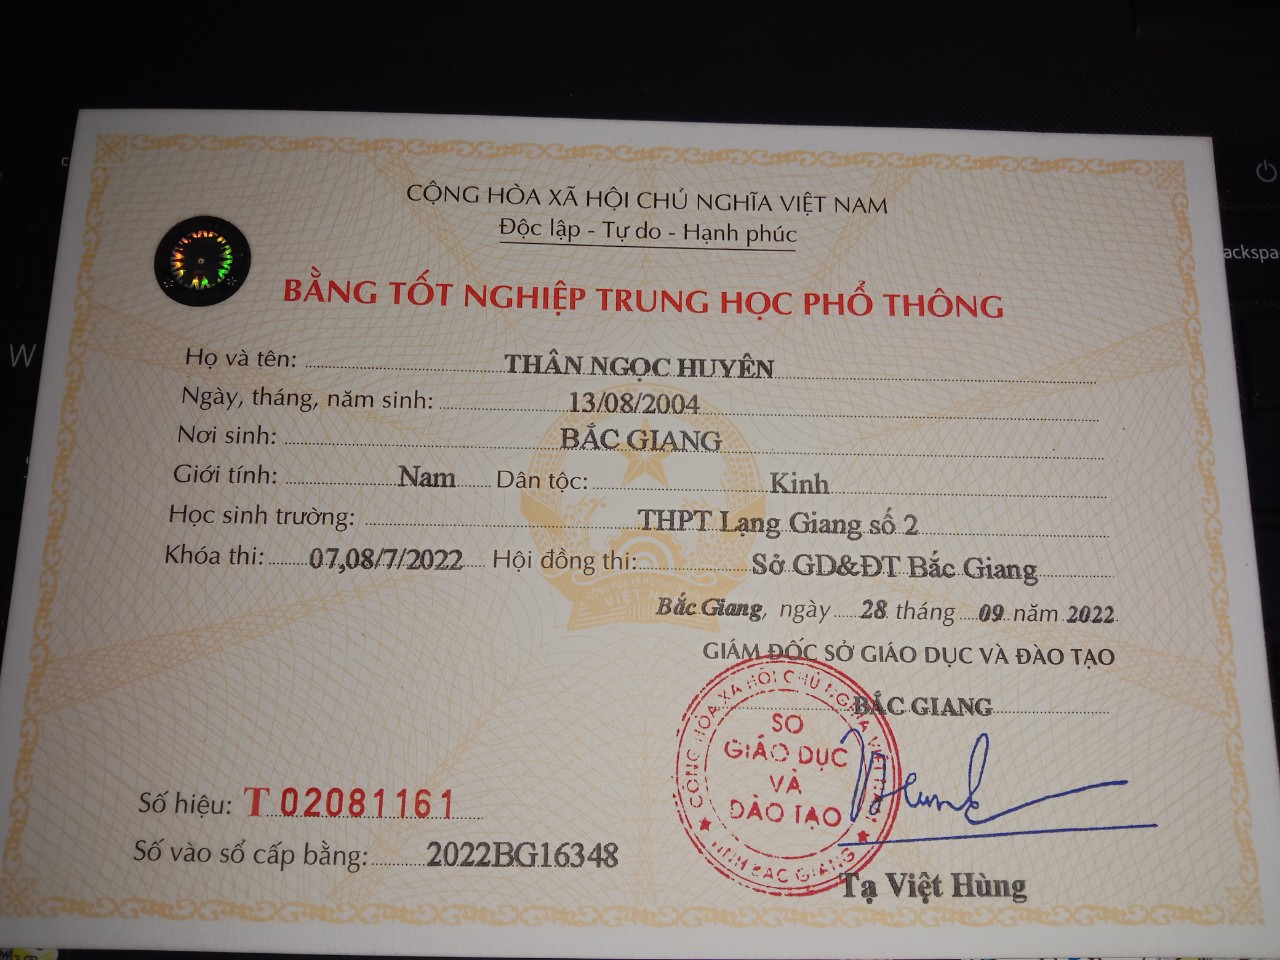 CỘNG HÒA XÃ HỘI CHỦ NGHĨA VIỆT NAM
Độc lập - Tự do - Hạnh phúc
BẰNG TỐT NGHIỆP TRUNG HỌC PHỔ THÔNG
Họ và tên: THÂN NGỌC HUYÊN
Ngày, tháng, năm sinh: 13/08/2004
Nơi sinh: BẮC GIANG
Giới tính: Nam Dân tộc: Kinh
Học sinh trường: THPT Lạng Giang số 2
Khóa thi: 07,08/7/2022 Hội đồng thi: Sở GD&ĐT Bắc Giang
Bắc Giang, ngày 28 tháng 09 năm 2022
GIÁM ĐỐC SỞ GIÁO DỤC VÀ ĐÀO TẠO
BẮC GIANG
CỘNG HÒA XÃ HỘI CHỦ NGHĨA VIỆT NAM
SỞ
GIÁO DỤC
VÀ
ĐÀO TẠO
TỈNH BẮC GIANG
Số hiệu: T 02081161
Số vào sổ cấp bằng: 2022BG16348
Tạ Việt Hùng
W
ackspa